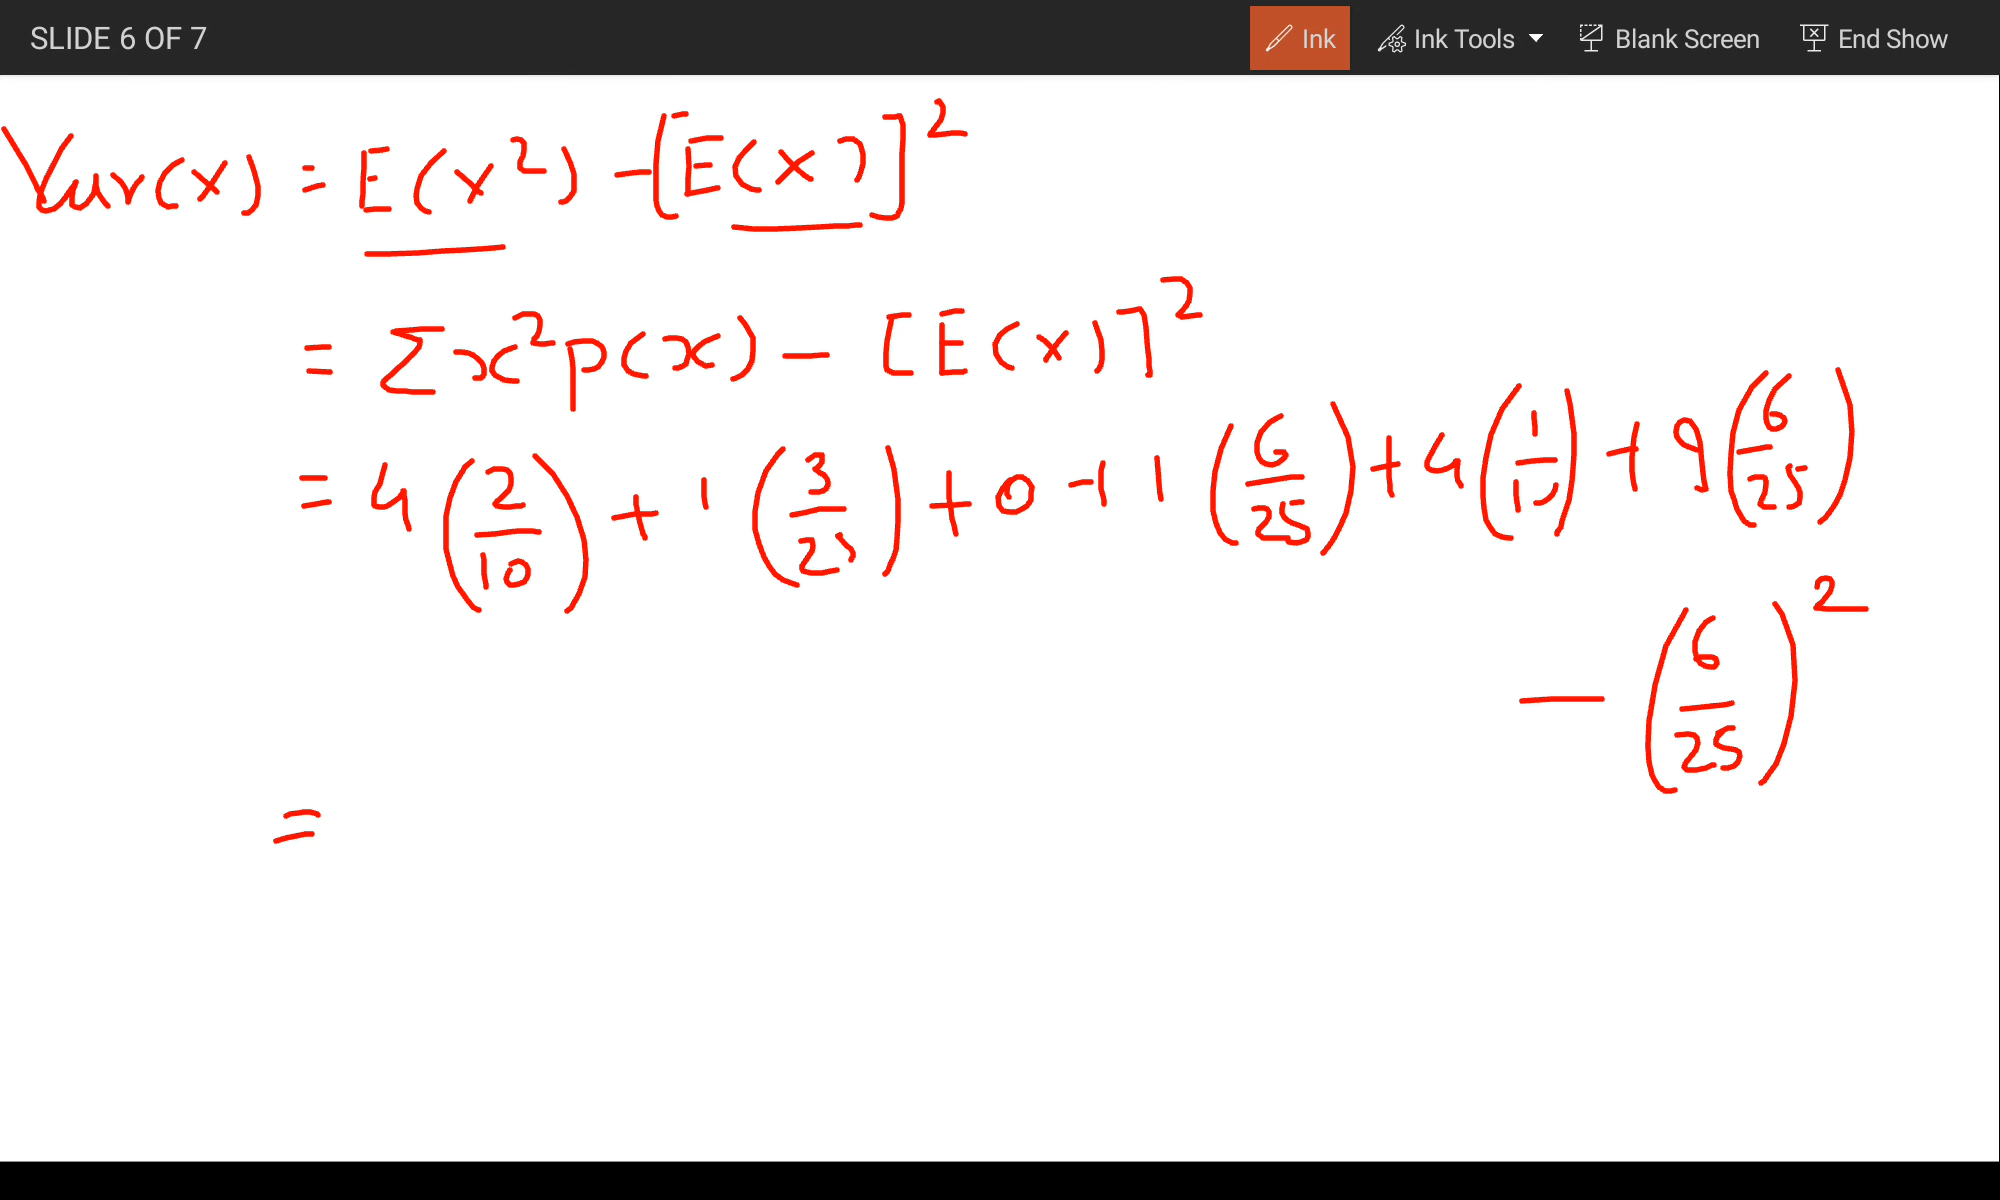 SLIDE 6 OF 7 Ink Ink Tools Blank Screen End Show
Var(x) = E(x²) - [E(x)]²
= Σx²p(x) - [E(x)]²
= 4(2/10) + 1(3/25) + 0 + 1(6/25) + 4(1/10) + 9(6/25)
- (6/25)²
=